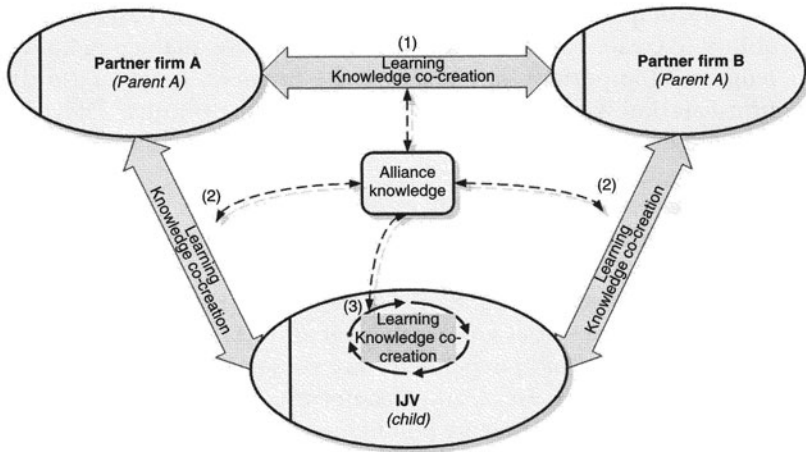 (1)
Partner firm A
(Parent A)
Learning
Knowledge co-creation
Partner firm B
(Parent A)
Alliance
knowledge
(2)
(2)
Learning
Knowledge co-creation
Learning
Knowledge co-creation
(3)
Learning
Knowledge co-
creation
IJV
(child)